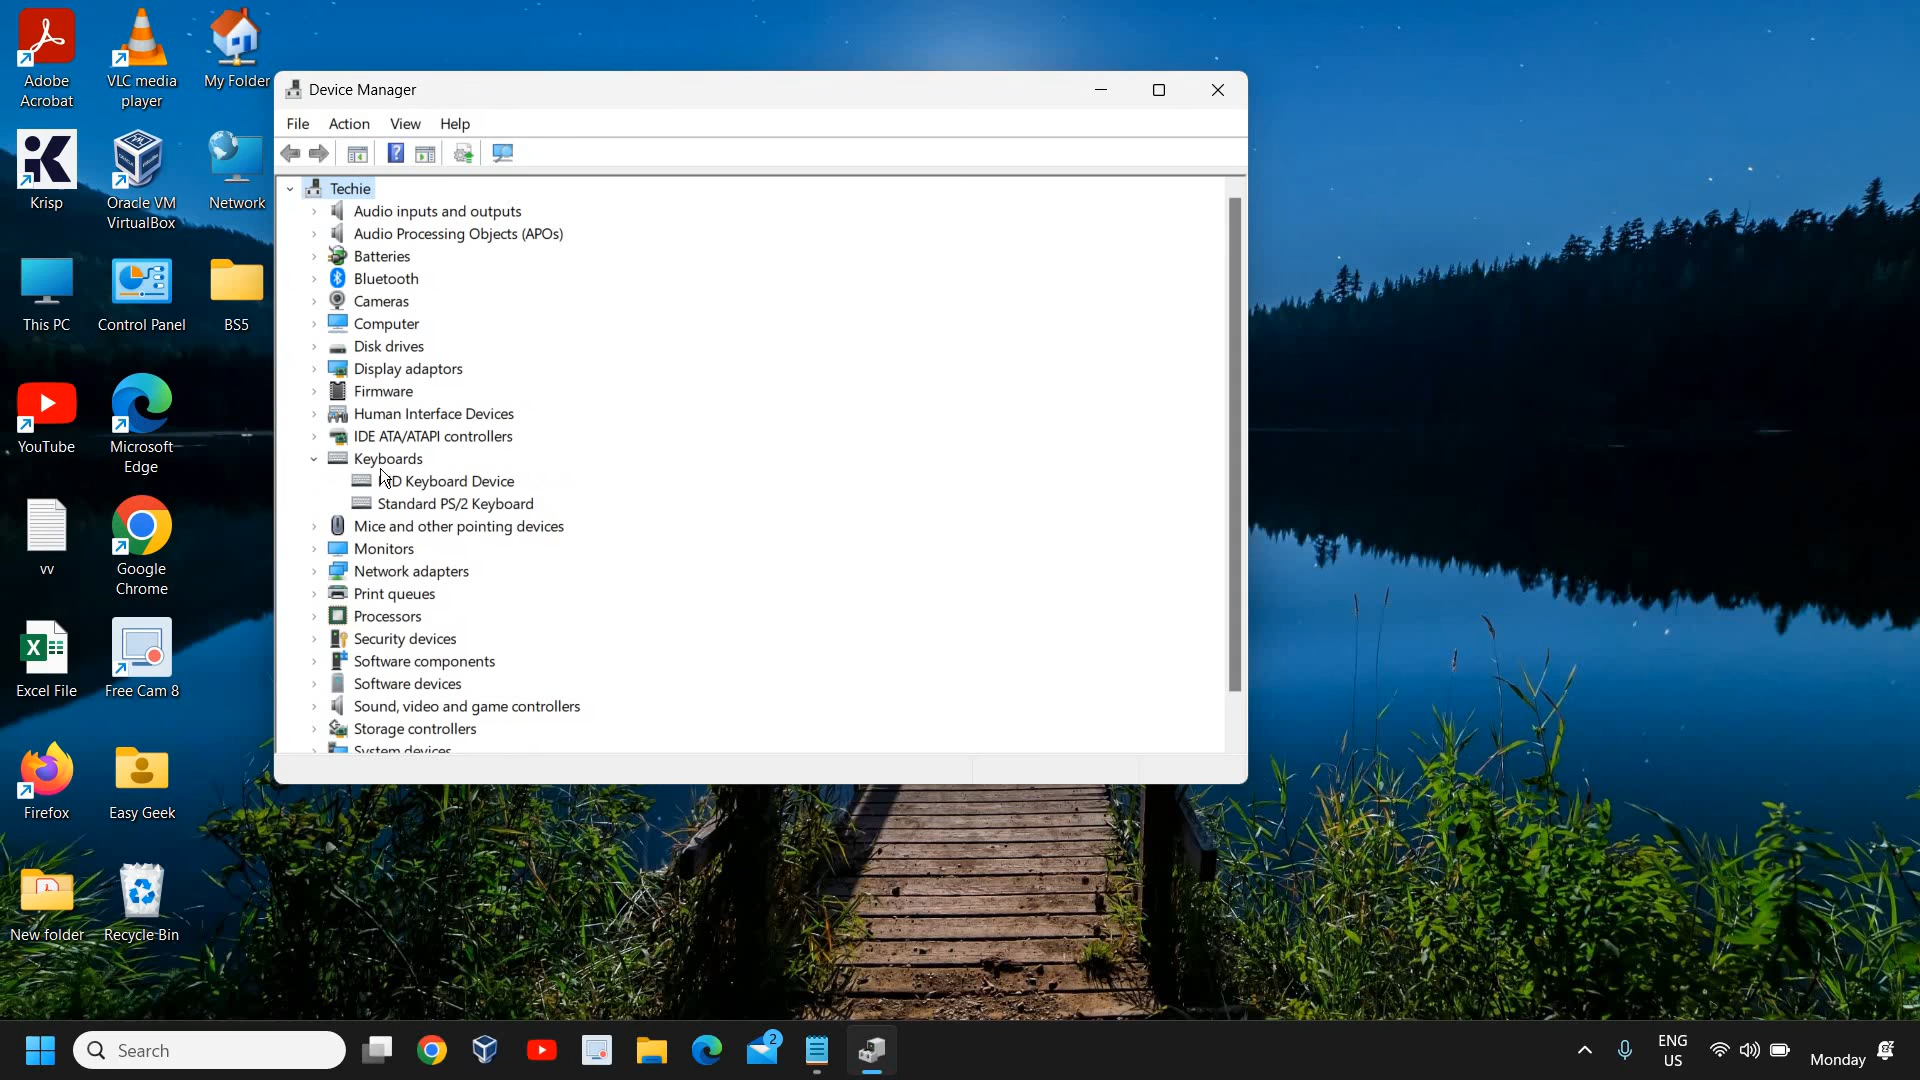 Adobe
Acrobat
VLC media
player
My Folder
Krisp
Oracle VM
VirtualBox
Network
This PC
Control Panel
BS5
YouTube
Microsoft
Edge
vv
Google
Chrome
Excel File
Free Cam 8
Firefox
Easy Geek
New folder
Recycle Bin
Device Manager
File Action View Help
Techie
Audio inputs and outputs
Audio Processing Objects (APOs)
Batteries
Bluetooth
Cameras
Computer
Disk drives
Display adaptors
Firmware
Human Interface Devices
IDE ATA/ATAPI controllers
Keyboards
D Keyboard Device
Standard PS/2 Keyboard
Mice and other pointing devices
Monitors
Network adapters
Print queues
Processors
Security devices
Software components
Software devices
Sound, video and game controllers
Storage controllers
System devices
Search
2
ENG
US
Monday